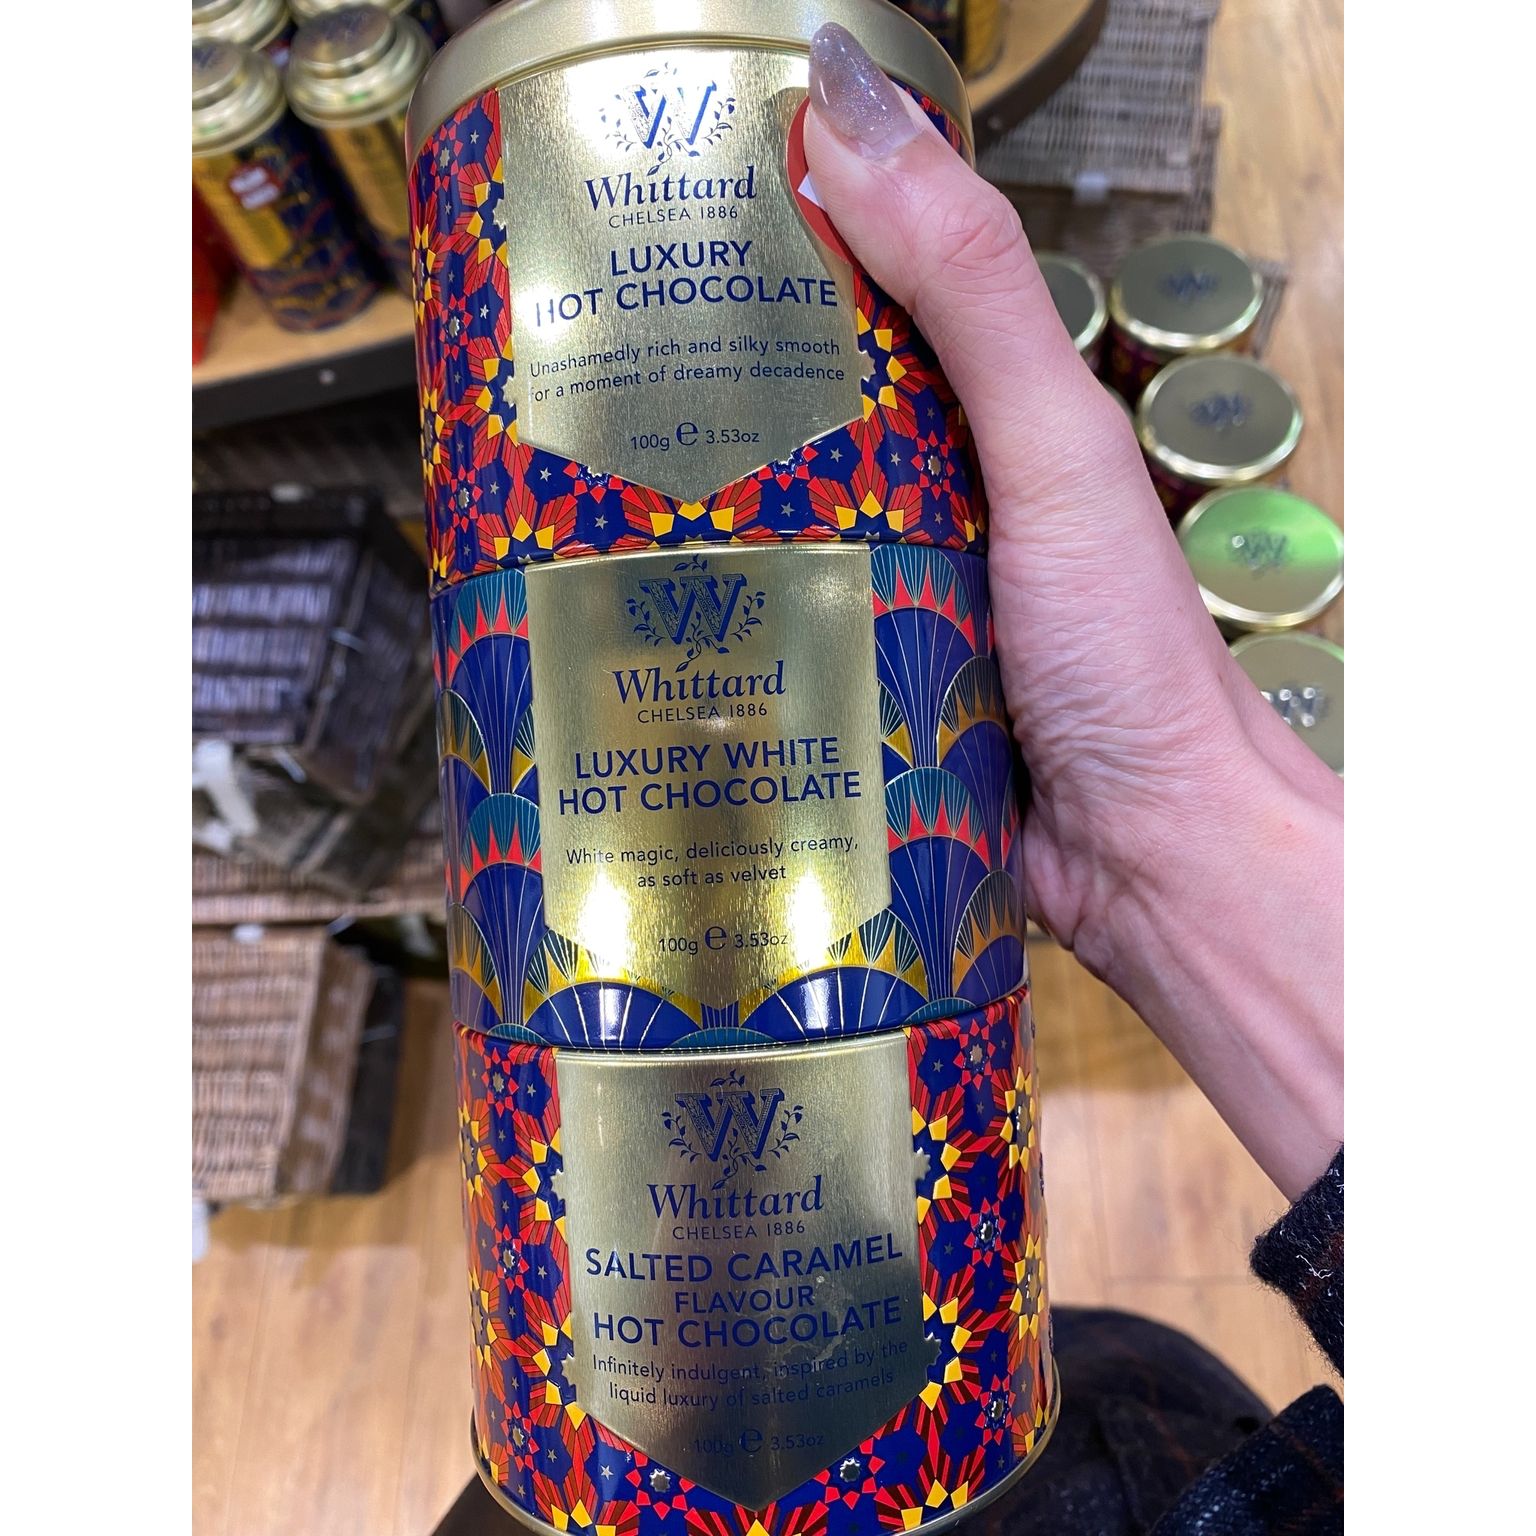 W
Whittard
CHELSEA 1886
LUXURY
HOT CHOCOLATE
Unashamedly rich and silky smooth
for a moment of dreamy decadence
100g ℮ 3.53oz
W
Whittard
CHELSEA 1886
LUXURY WHITE
HOT CHOCOLATE
White magic, deliciously creamy,
as soft as velvet
100g ℮ 3.53oz
W
Whittard
CHELSEA 1886
SALTED CARAMEL
FLAVOUR
HOT CHOCOLATE
Infinitely indulgent, inspired by the
liquid luxury of salted caramels
100g ℮ 3.53oz